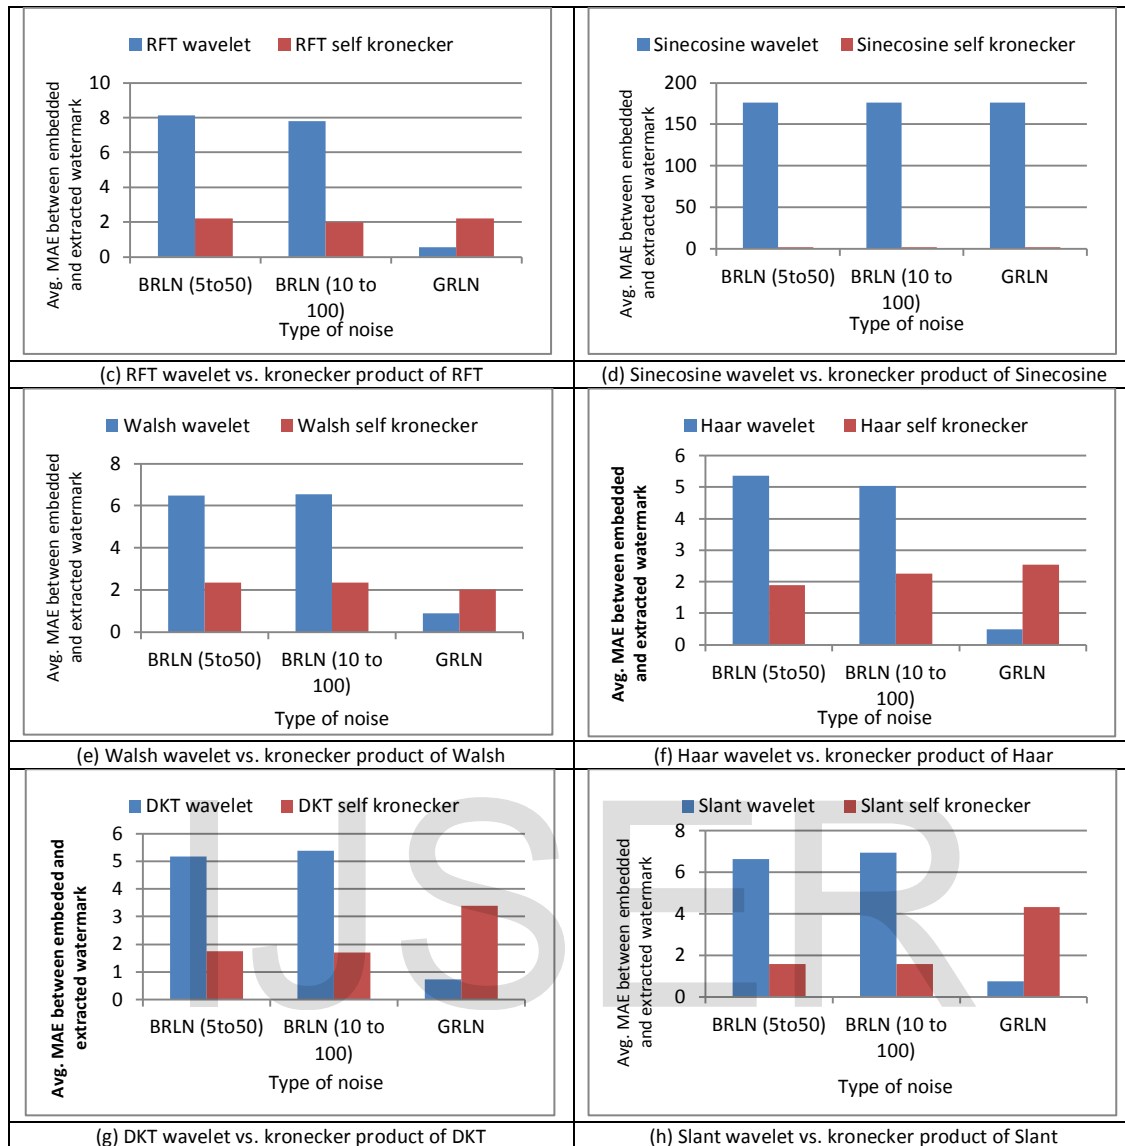 RFT wavelet RFT self kronecker
Avg. MAE between embedded
and extracted watermark
10
8
6
4
2
0
BRLN (5to50) BRLN (10 to GRLN
100)
Type of noise
(c) RFT wavelet vs. kronecker product of RFT
Sinecosine wavelet Sinecosine self kronecker
Avg. MAE between embedded
and extracted watermark
200
150
100
50
0
BRLN (5to50) BRLN (10 to GRLN
100)
Type of noise
(d) Sinecosine wavelet vs. kronecker product of Sinecosine
Walsh wavelet Walsh self kronecker
Avg. MAE between embedded
and extracted watermark
8
6
4
2
0
BRLN (5to50) BRLN (10 to GRLN
100)
Type of noise
(e) Walsh wavelet vs. kronecker product of Walsh
Haar wavelet Haar self kronecker
Avg. MAE between embedded
and extracted watermark
6
5
4
3
2
1
0
BRLN (5to50) BRLN (10 to GRLN
100)
Type of noise
(f) Haar wavelet vs. kronecker product of Haar
DKT wavelet DKT self kronecker
Avg. MAE between embeded and
extracted watermark
6
5
4
3
2
1
0
BRLN (5to50) BRLN (10 to GRLN
100)
Type of noise
(g) DKT wavelet vs. kronecker product of DKT
Slant wavelet Slant self kronecker
Avg. MAE between embedded
and extracted watermark
8
6
4
2
0
BRLN (5to50) BRLN (10 to GRLN
100)
Type of noise
(h) Slant wavelet vs. kronecker product of Slant
IJSER